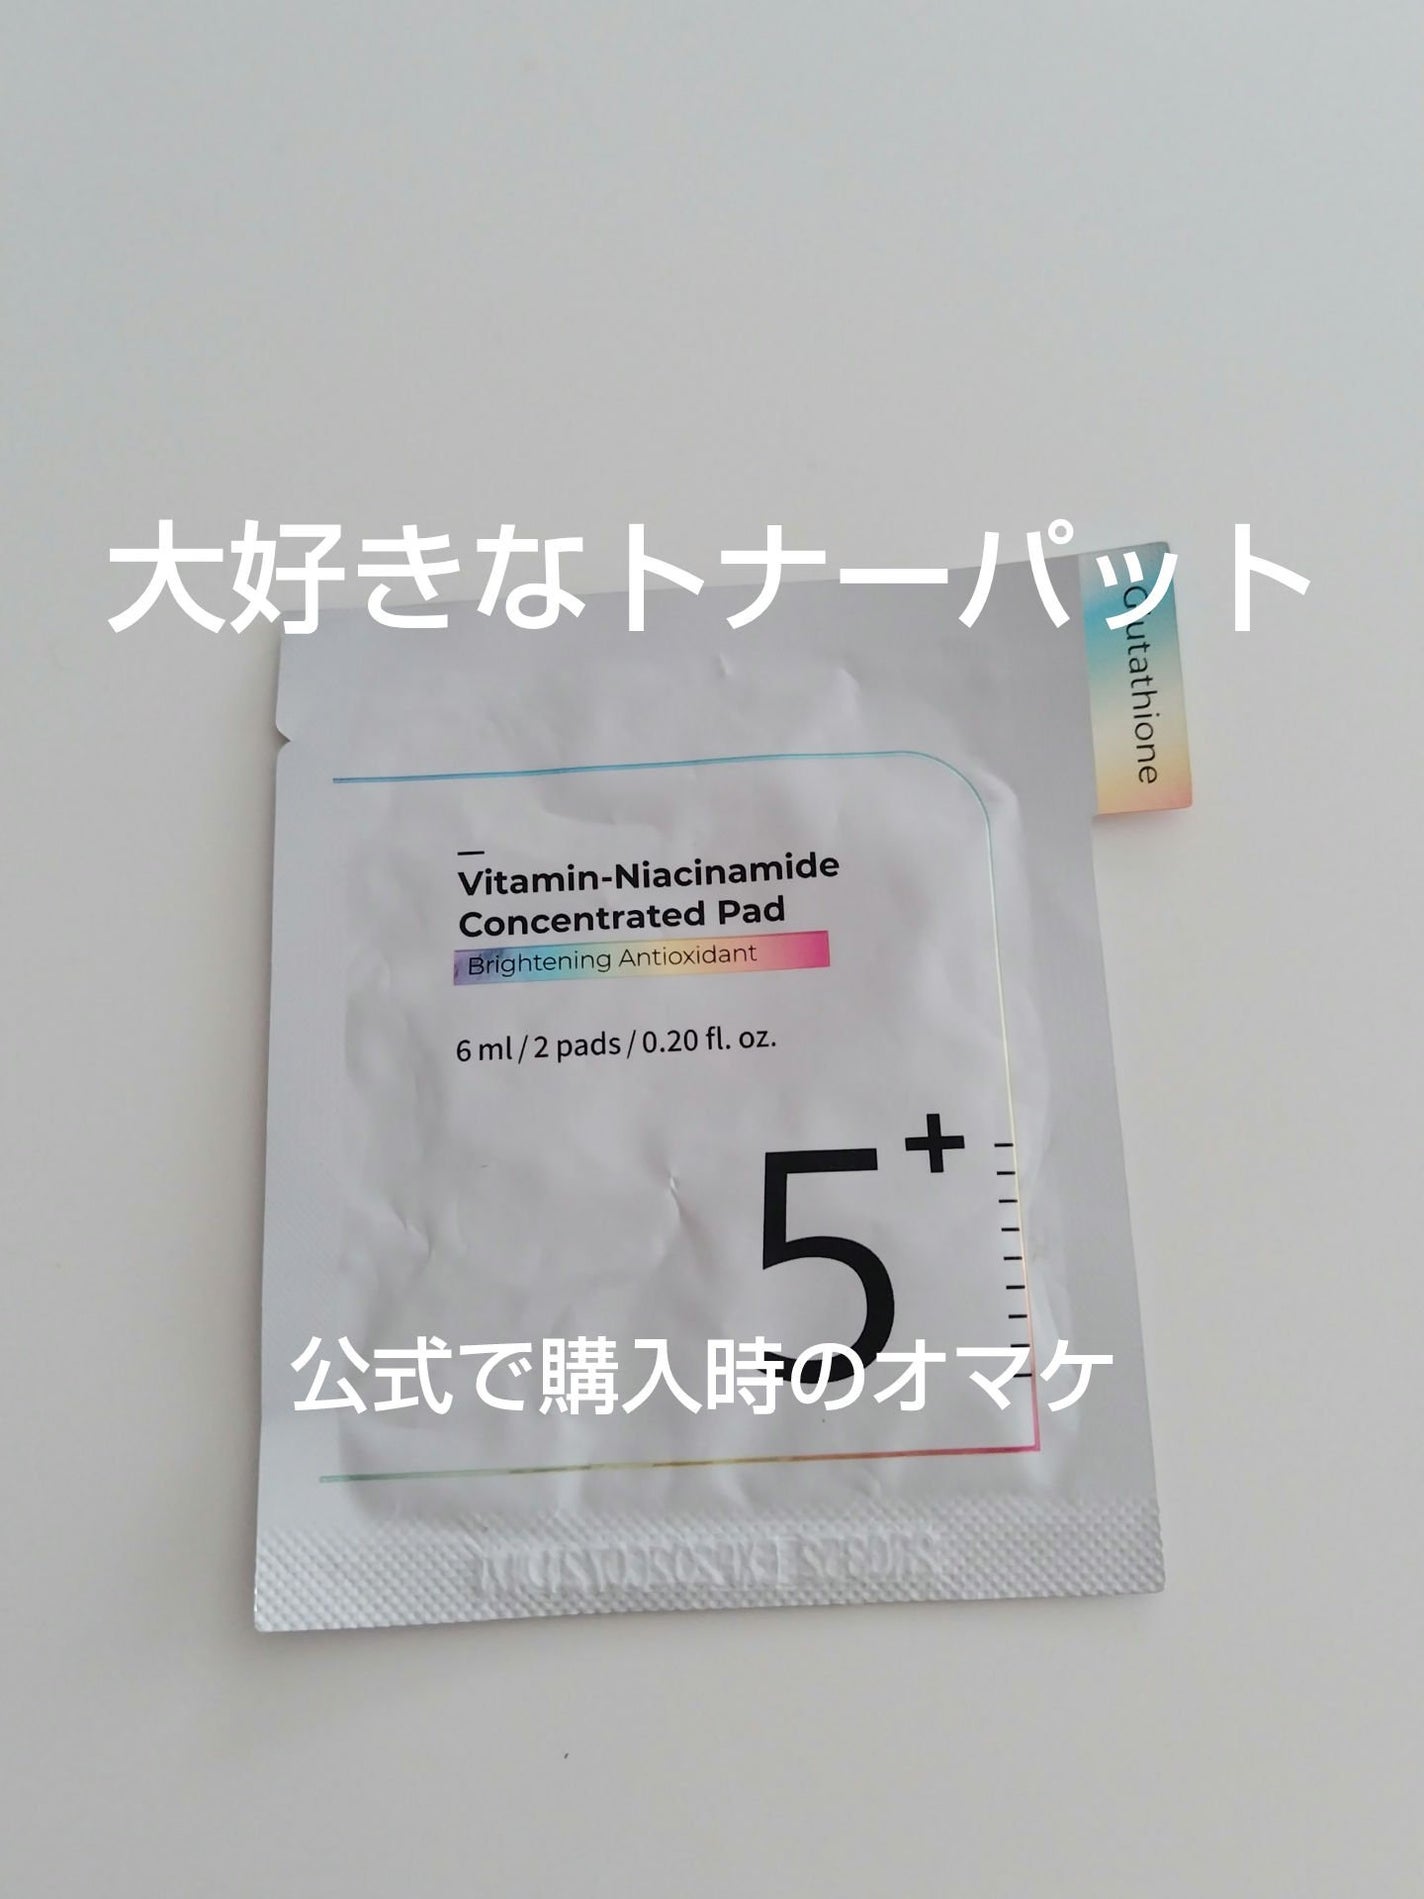 大好きなトナーパット
Glutathione
Vitamin-Niacinamide
Concentrated Pad
Brightening Antioxidant
6 ml / 2 pads / 0.20 fl. oz.
5+
公式で購入時のオマケ